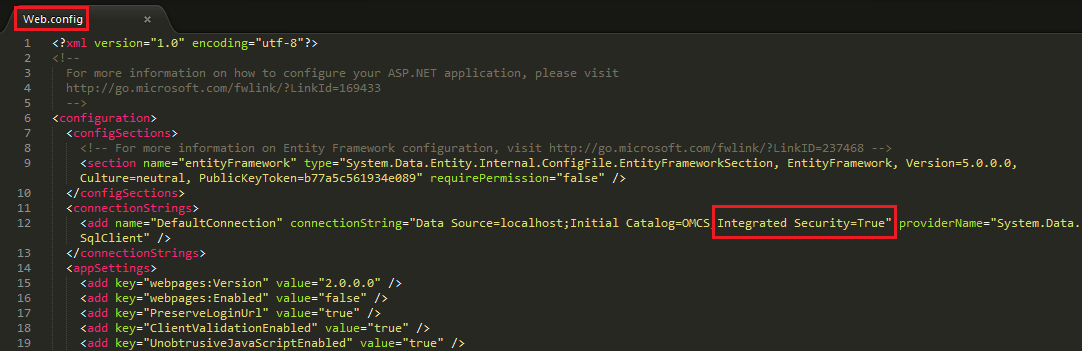 Web.config ×
1 <?xml version="1.0" encoding="utf-8"?>
2 <!--
3 For more information on how to configure your ASP.NET application, please visit
4 http://go.microsoft.com/fwlink/?LinkId=169433
5 -->
6 <configuration>
7 <configSections>
8 <!-- For more information on Entity Framework configuration, visit http://go.microsoft.com/fwlink/?LinkID=237468 -->
9 <section name="entityFramework" type="System.Data.Entity.Internal.ConfigFile.EntityFrameworkSection, EntityFramework, Version=5.0.0.0,
Culture=neutral, PublicKeyToken=b77a5c561934e089" requirePermission="false" />
10 </configSections>
11 <connectionStrings>
12 <add name="DefaultConnection" connectionString="Data Source=localhost;Initial Catalog=OMCS Integrated Security=True" providerName="System.Data.
SqlClient" />
13 </connectionStrings>
14 <appSettings>
15 <add key="webpages:Version" value="2.0.0.0" />
16 <add key="webpages:Enabled" value="false" />
17 <add key="PreserveLoginUrl" value="true" />
18 <add key="ClientValidationEnabled" value="true" />
19 <add key="UnobtrusiveJavaScriptEnabled" value="true" />